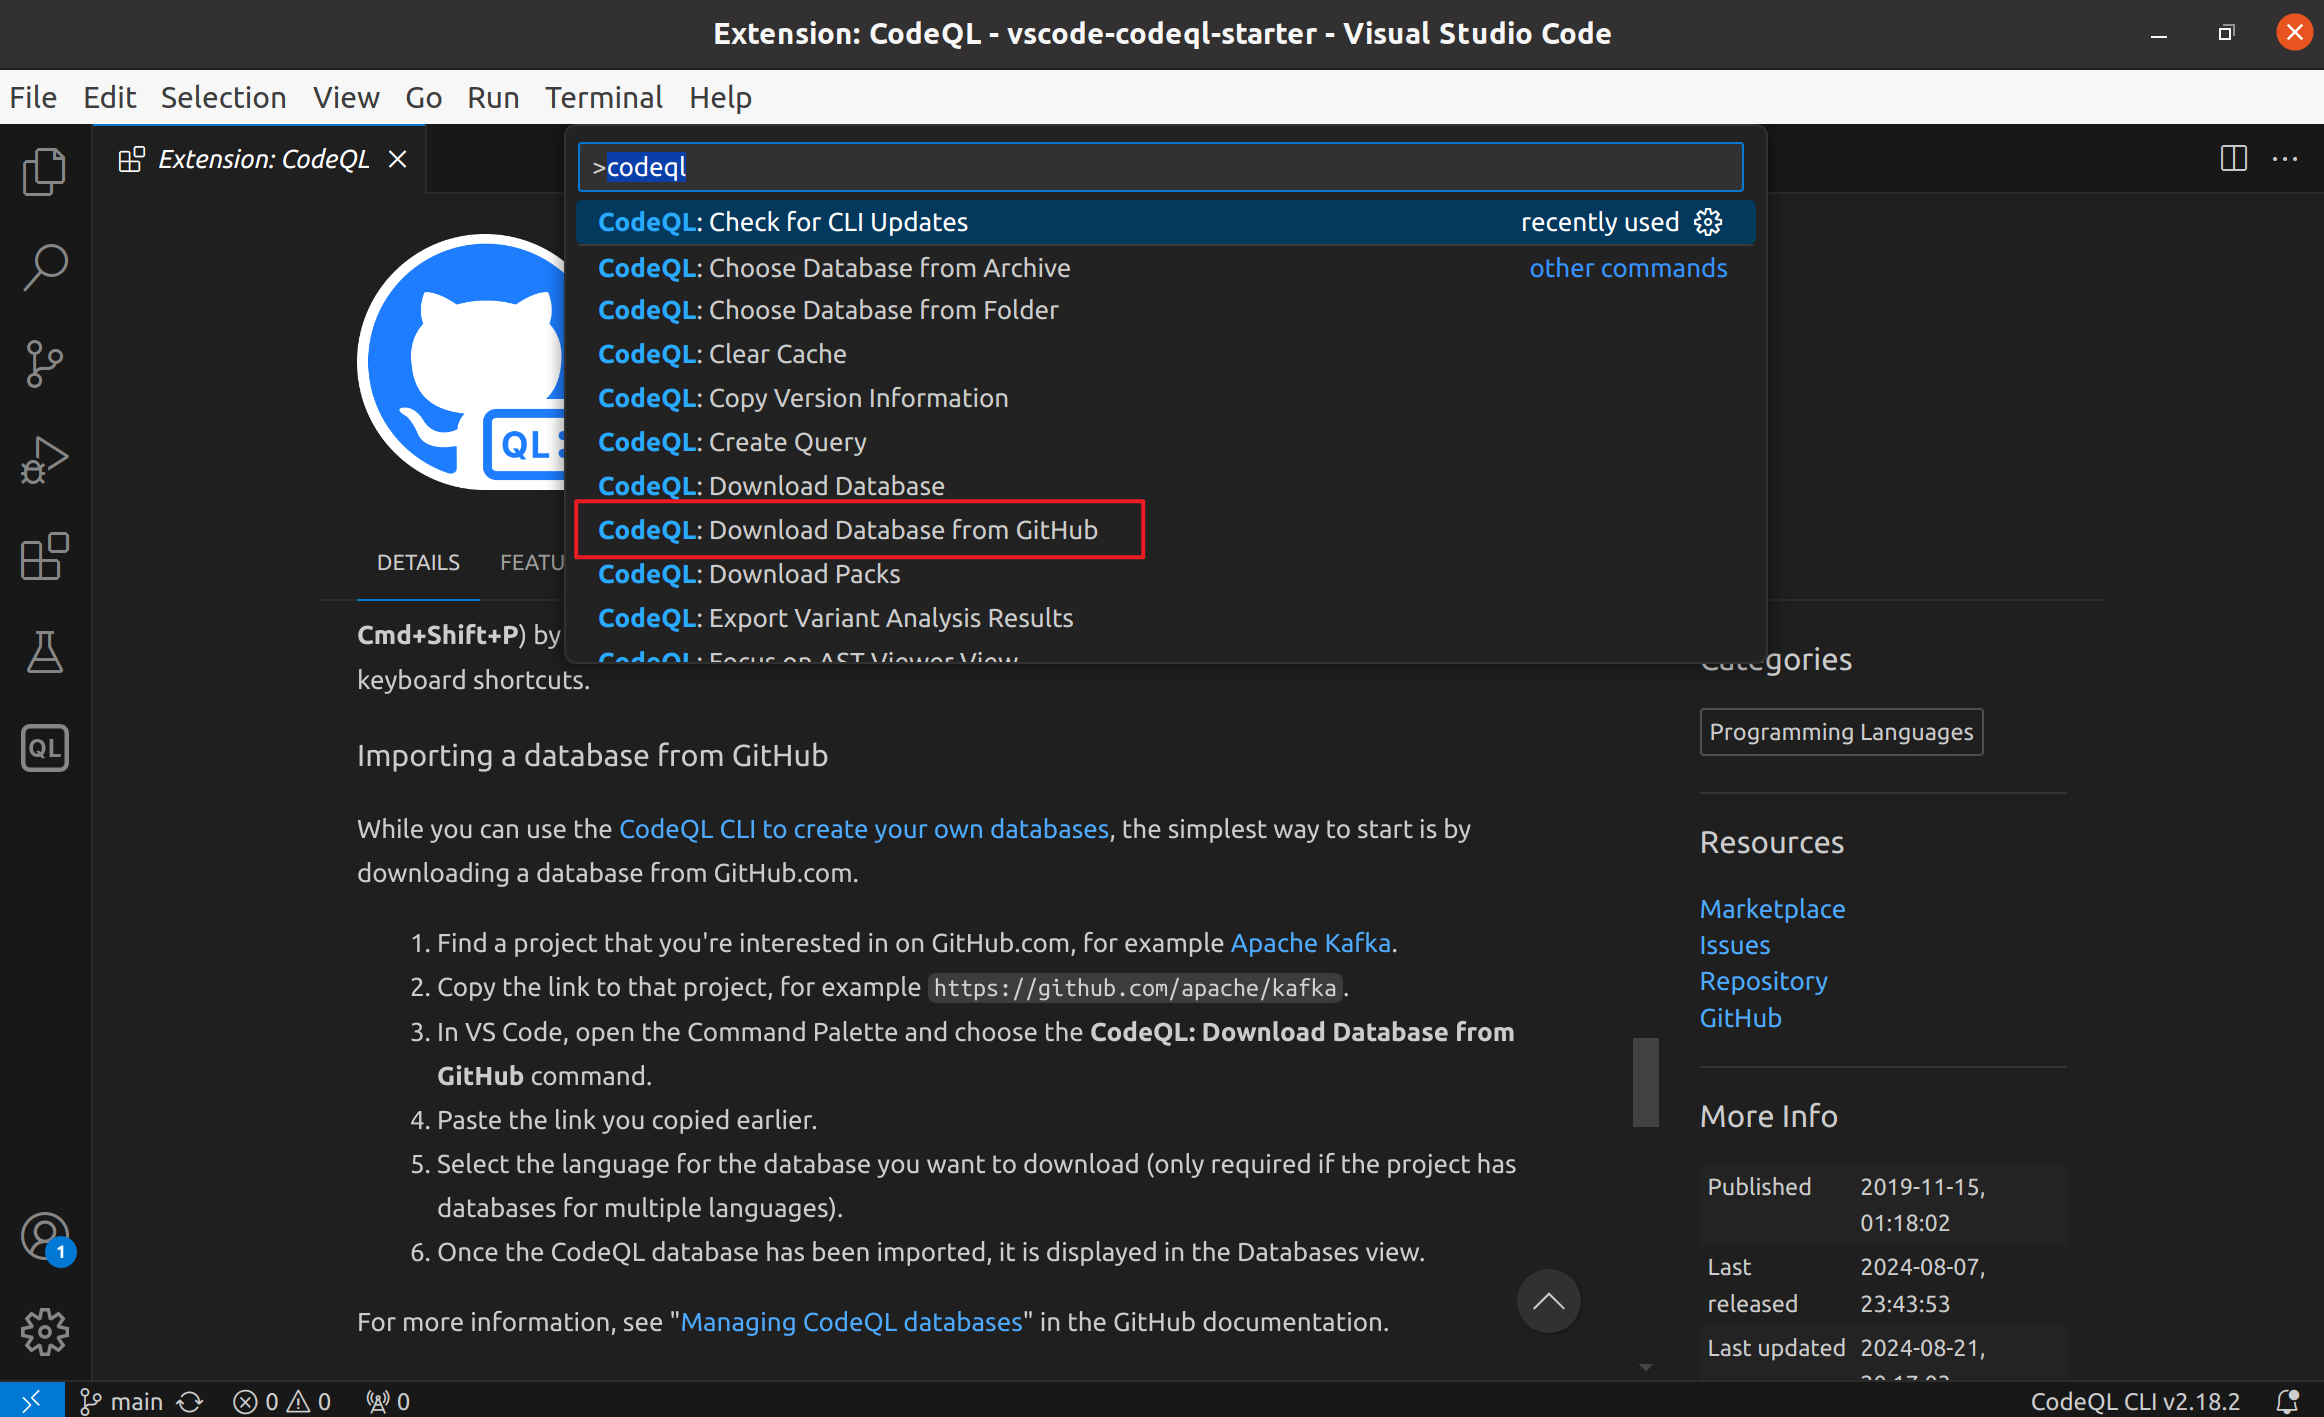 Extension: CodeQL - vscode-codeql-starter - Visual Studio Code
File Edit Selection View Go Run Terminal Help
Extension: CodeQL
>codeql
CodeQL: Check for CLI Updates recently used
CodeQL: Choose Database from Archive other commands
CodeQL: Choose Database from Folder
CodeQL: Clear Cache
CodeQL: Copy Version Information
CodeQL: Create Query
CodeQL: Download Database
CodeQL: Download Database from GitHub
CodeQL: Download Packs
CodeQL: Export Variant Analysis Results
CodeQL: Focus on AST Viewer View
QL:
QL
DETAILS FEATU
Cmd+Shift+P) by
keyboard shortcuts.
Importing a database from GitHub
While you can use the CodeQL CLI to create your own databases, the simplest way to start is by
downloading a database from GitHub.com.
1. Find a project that you're interested in on GitHub.com, for example Apache Kafka.
2. Copy the link to that project, for example https://github.com/apache/kafka.
3. In VS Code, open the Command Palette and choose the CodeQL: Download Database from
GitHub command.
4. Paste the link you copied earlier.
5. Select the language for the database you want to download (only required if the project has
databases for multiple languages).
6. Once the CodeQL database has been imported, it is displayed in the Databases view.
For more information, see "Managing CodeQL databases" in the GitHub documentation.
Categories
Programming Languages
Resources
Marketplace
Issues
Repository
GitHub
More Info
Published 2019-11-15,
01:18:02
Last 2024-08-07,
released 23:43:53
Last updated 2024-08-21,
1
main 0 0 0
CodeQL CLI v2.18.2